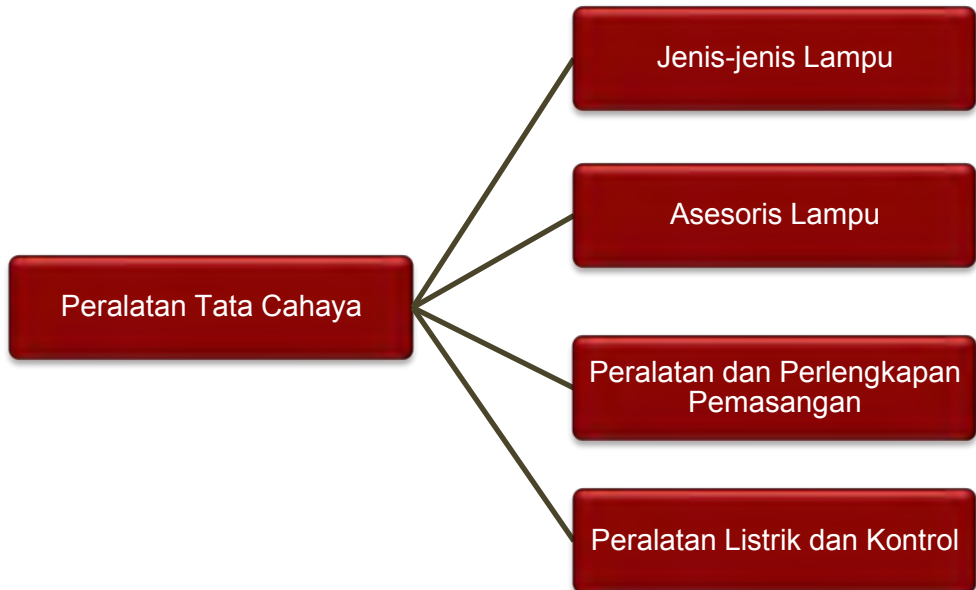 Jenis-jenis Lampu
Asesoris Lampu
Peralatan Tata Cahaya
Peralatan dan Perlengkapan
Pemasangan
Peralatan Listrik dan Kontrol